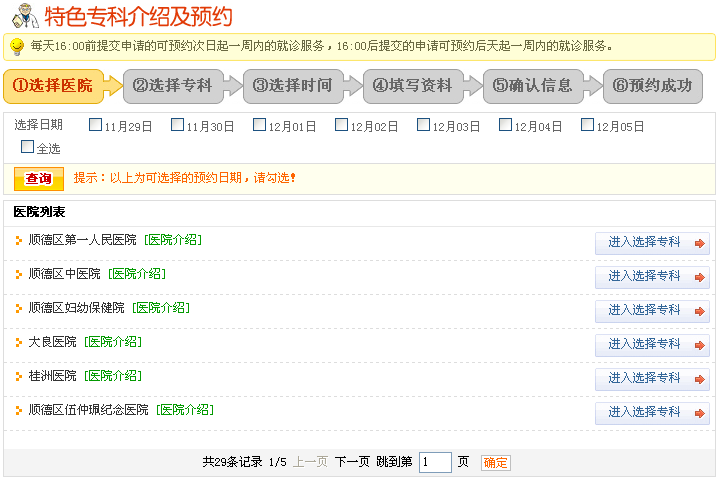 特色专科介绍及预约
每天16:00前提交申请的可预约次日起一周内的就诊服务，16:00后提交的申请可预约后天起一周内的就诊服务。
①选择医院 ②选择专科 ③选择时间 ④填写资料 ⑤确认信息 ⑥预约成功
选择日期 11月29日 11月30日 12月01日 12月02日 12月03日 12月04日 12月05日
全选
查询 提示：以上为可选择的预约日期，请勾选！
医院列表
顺德区第一人民医院 [医院介绍] 进入选择专科
顺德区中医院 [医院介绍] 进入选择专科
顺德区妇幼保健院 [医院介绍] 进入选择专科
大良医院 [医院介绍] 进入选择专科
桂洲医院 [医院介绍] 进入选择专科
顺德区伍仲珮纪念医院 [医院介绍] 进入选择专科
共29条记录 1/5 上一页 下一页 跳到第 1 页 确定